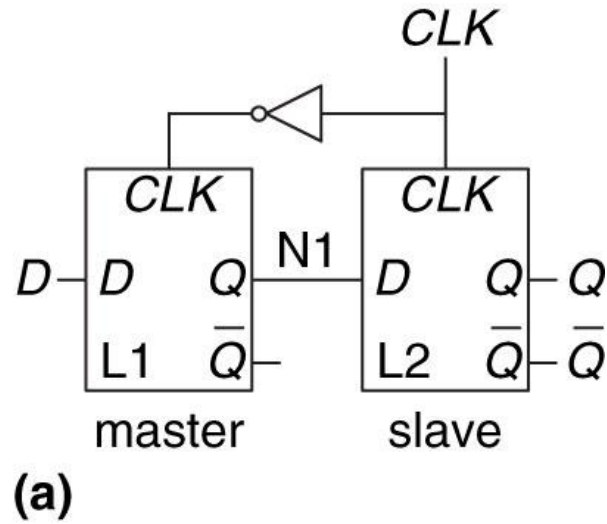 CLK
CLK CLK
D D Q N1 D Q Q
L1 Q̅ L2 Q̅ Q̅
master slave
(a)